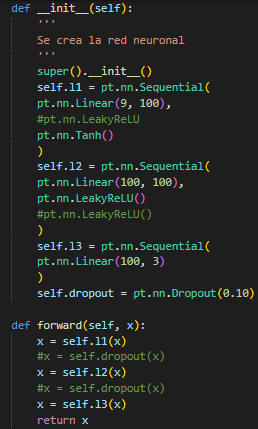 def __init__(self):
    '''
    Se crea la red neuronal
    '''
    super().__init__()
    self.l1 = pt.nn.Sequential(
    pt.nn.Linear(9, 100),
    #pt.nn.LeakyReLU
    pt.nn.Tanh()
    )
    self.l2 = pt.nn.Sequential(
    pt.nn.Linear(100, 100),
    pt.nn.LeakyReLU()
    #pt.nn.LeakyReLU()
    )
    self.l3 = pt.nn.Sequential(
    pt.nn.Linear(100, 3)
    )
    self.dropout = pt.nn.Dropout(0.10)

def forward(self, x):
    x = self.l1(x)
    #x = self.dropout(x)
    x = self.l2(x)
    #x = self.dropout(x)
    x = self.l3(x)
    return x